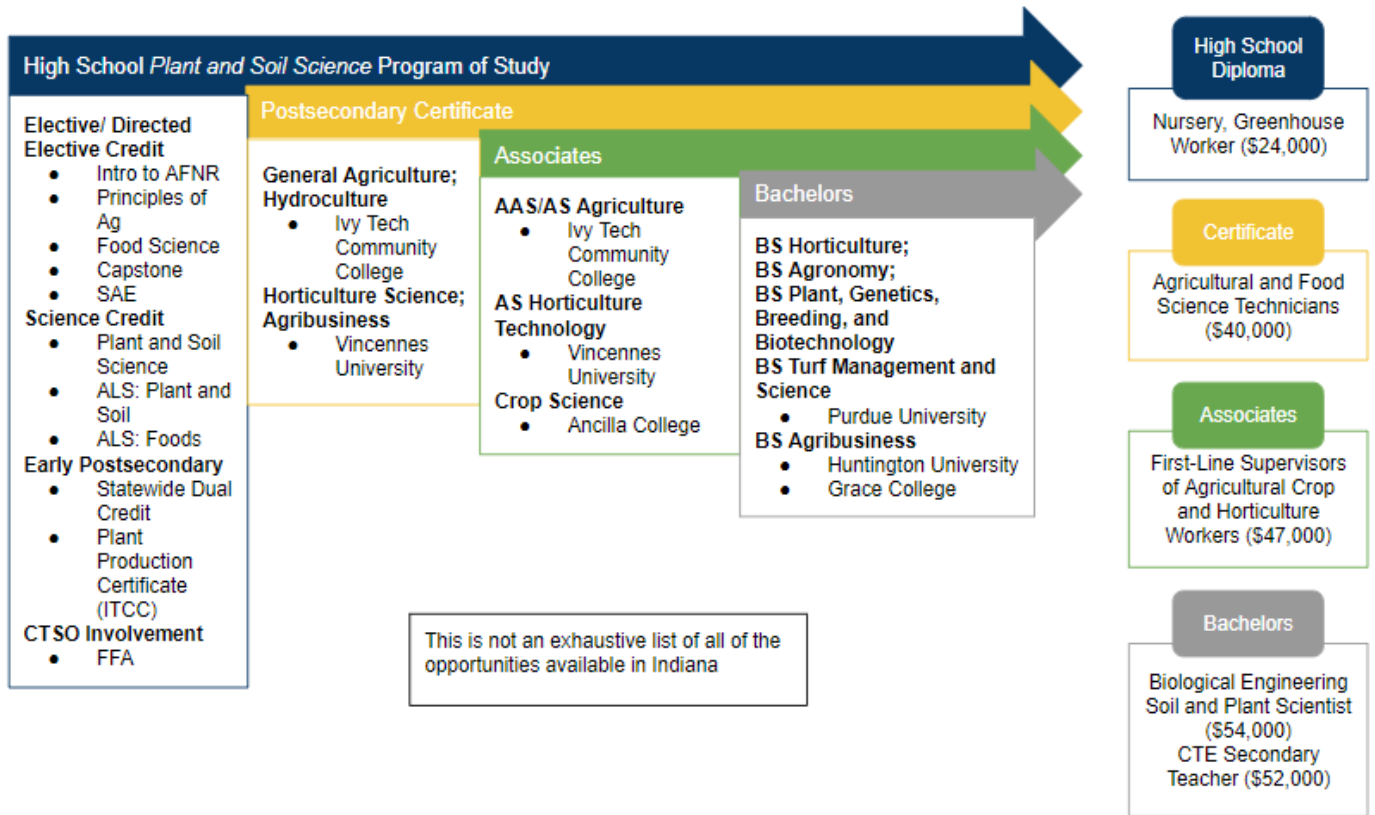 High School Plant and Soil Science Program of Study
Elective/ Directed
Elective Credit
● Intro to AFNR
● Principles of
Ag
● Food Science
● Capstone
● SAE
Science Credit
● Plant and Soil
Science
● ALS: Plant and
Soil
● ALS: Foods
Early Postsecondary
● Statewide Dual
Credit
● Plant
Production
Certificate
(ITCC)
CTSO Involvement
● FFA
Postsecondary Certificate
General Agriculture;
Hydroculture
● Ivy Tech
Community
College
Horticulture Science;
Agribusiness
● Vincennes
University
Associates
AAS/AS Agriculture
● Ivy Tech
Community
College
AS Horticulture
Technology
● Vincennes
University
Crop Science
● Ancilla College
Bachelors
BS Horticulture;
BS Agronomy;
BS Plant, Genetics,
Breeding, and
Biotechnology
BS Turf Management and
Science
● Purdue University
BS Agribusiness
● Huntington University
● Grace College
This is not an exhaustive list of all of the
opportunities available in Indiana
High School
Diploma
Nursery, Greenhouse
Worker ($24,000)
Certificate
Agricultural and Food
Science Technicians
($40,000)
Associates
First-Line Supervisors
of Agricultural Crop
and Horticulture
Workers ($47,000)
Bachelors
Biological Engineering
Soil and Plant Scientist
($54,000)
CTE Secondary
Teacher ($52,000)